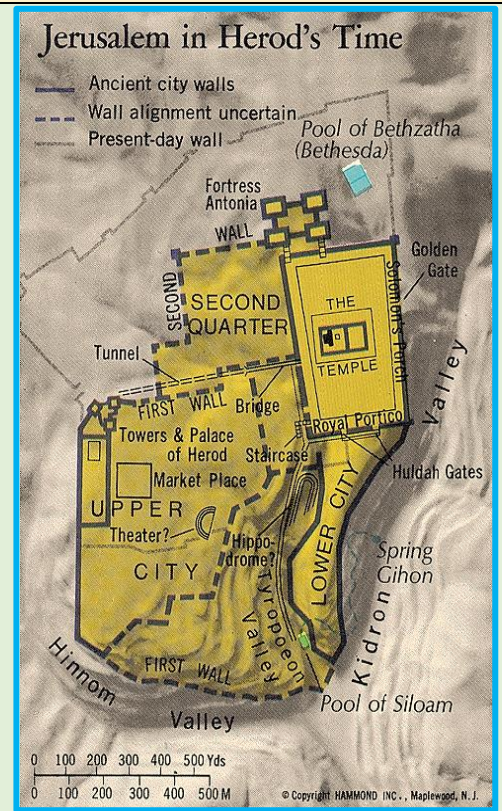 Jerusalem in Herod's Time
Ancient city walls
Wall alignment uncertain
Present-day wall
Pool of Bethzatha
(Bethesda)
Fortress
Antonia
WALL
SECOND
Golden
Gate
SECOND
QUARTER
THE
TEMPLE
Solomon's Porch
Tunnel
FIRST WALL
Bridge
Royal Portico
Valley
Towers & Palace
of Herod
Staircase
Huldah Gates
Market Place
UPPER
CITY
Theater?
Hippo-
drome?
LOWER CITY
Spring
Gihon
Tyropoeon
Valley
Kidron
FIRST WALL
Pool of Siloam
Hinnom
Valley
0 100 200 300 400 500 Yds
0 100 200 300 400 500 M
© Copyright HAMMOND INC., Maplewood, N. J.